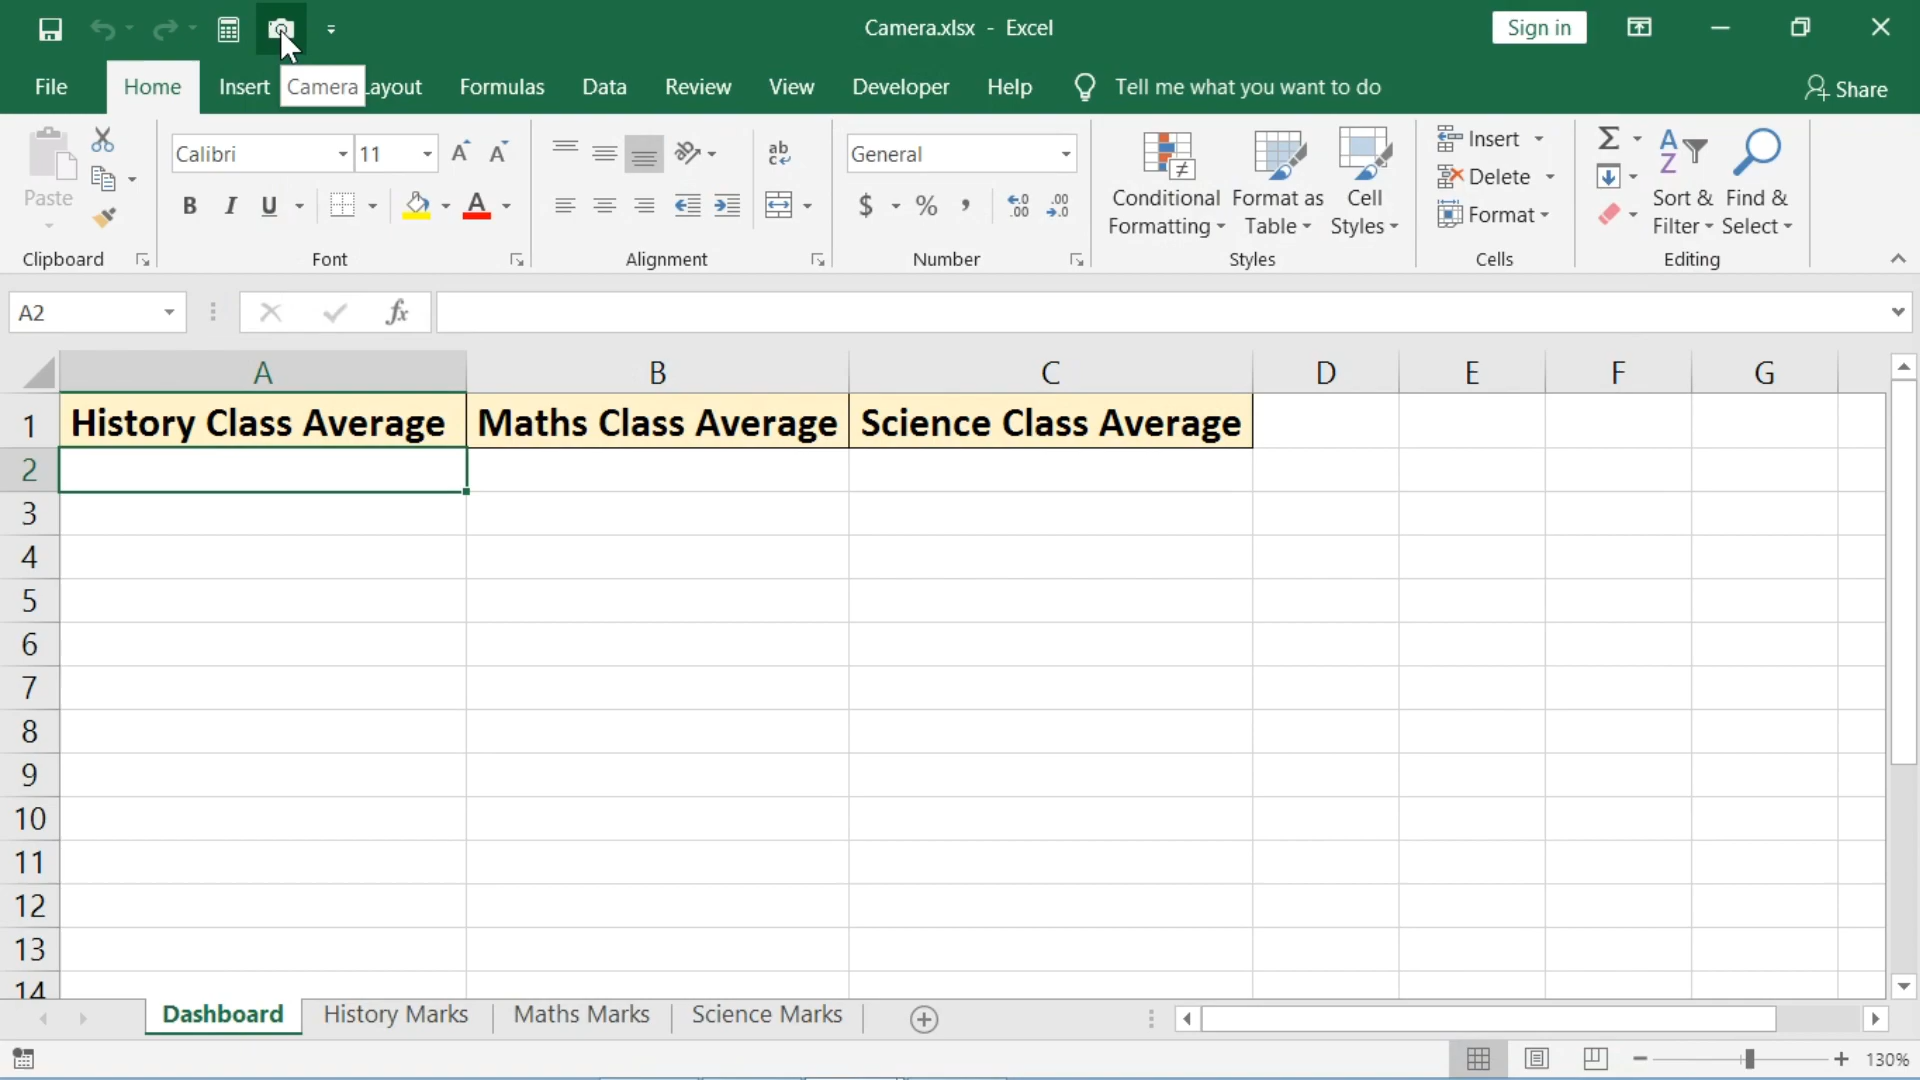 Camera.xlsx - Excel
Sign in
File Home Insert Camera ayout Formulas Data Review View Developer Help Tell me what you want to do Share
Paste
Clipboard
Calibri 11
B I U A
Font
ab
Alignment
General
$ % ,
Number
Conditional Formatting
Format as Table
Cell Styles
Styles
Insert
Delete
Format
Cells
Σ
Sort & Filter
Find & Select
Editing
A2 fx
A B C D E F G
1 History Class Average Maths Class Average Science Class Average
2
3
4
5
6
7
8
9
10
11
12
13
14
Dashboard History Marks Maths Marks Science Marks
130%